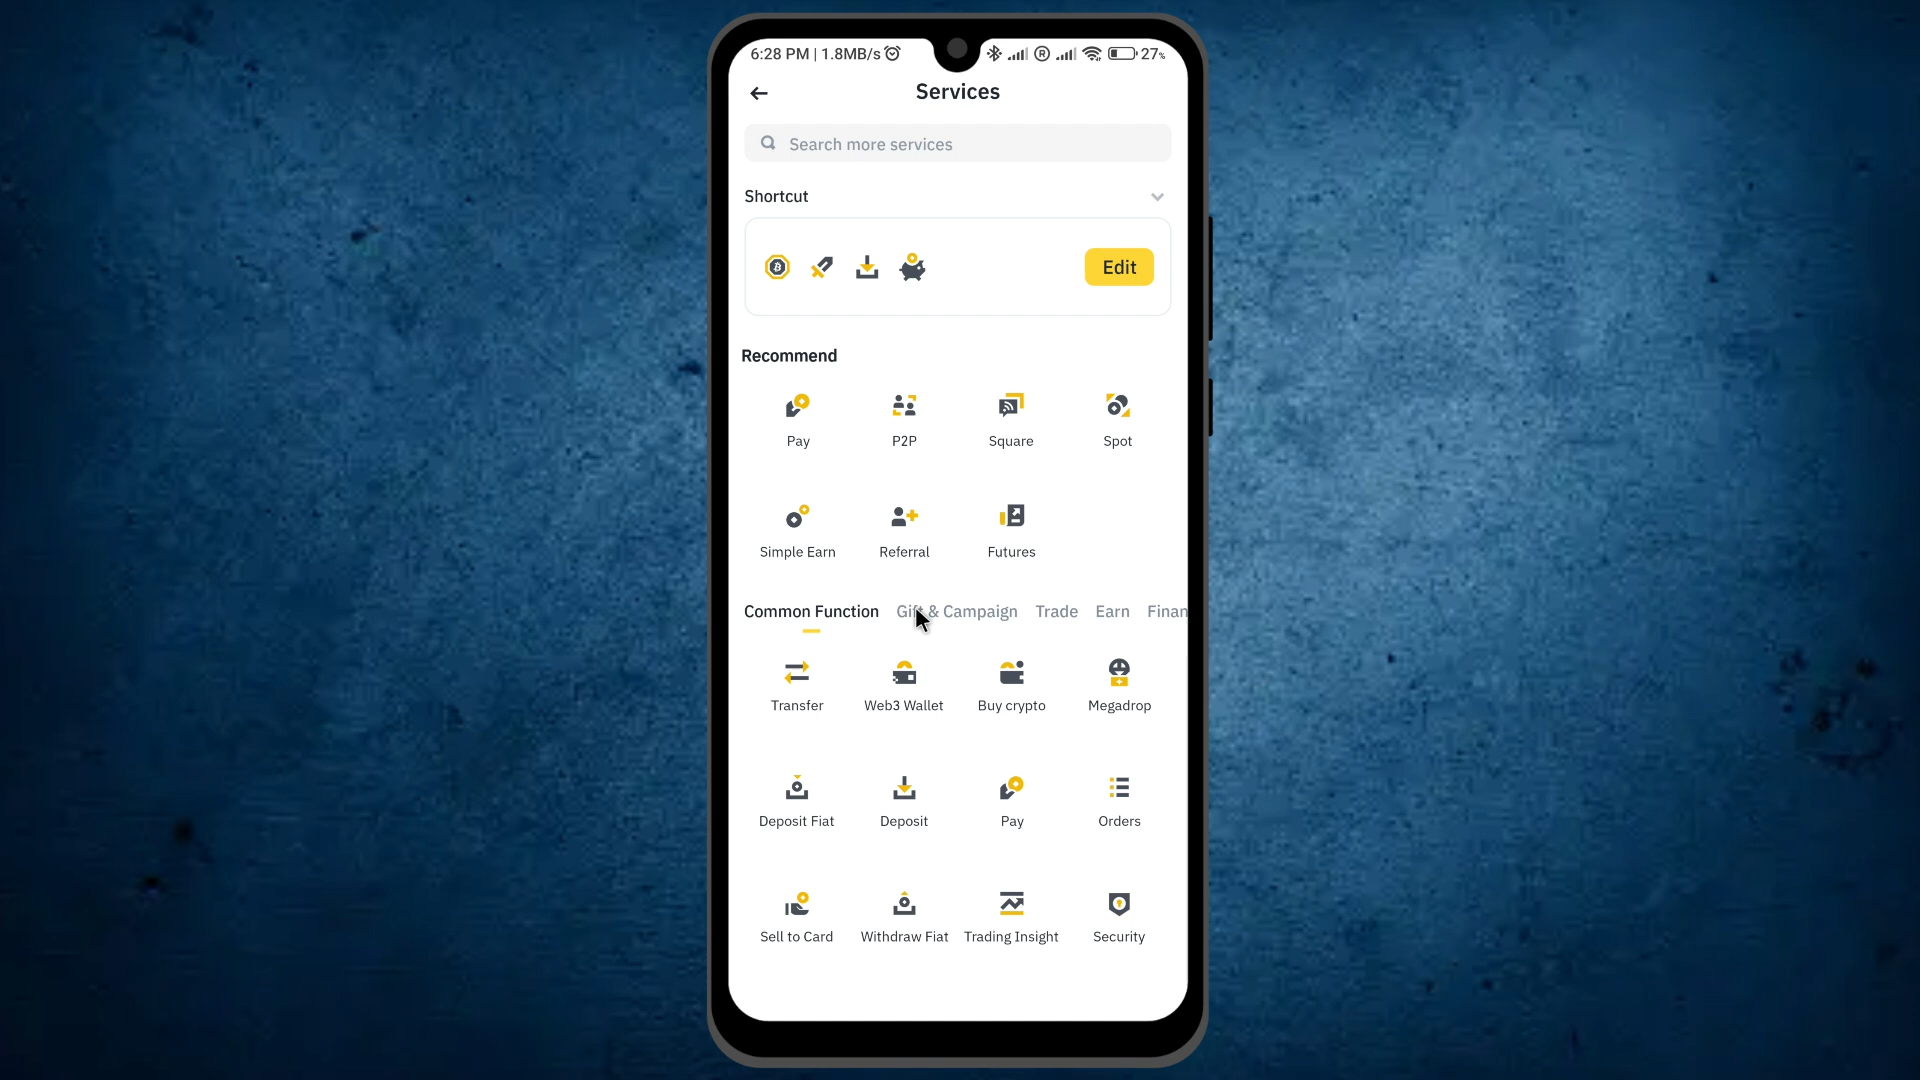 6:28 PM | 1.8MB/s
27%
Services
Search more services
Shortcut
Edit
Recommend
Pay P2P Square Spot
Simple Earn Referral Futures
Common Function Gift & Campaign Trade Earn Finan
Transfer Web3 Wallet Buy crypto Megadrop
Deposit Fiat Deposit Pay Orders
Sell to Card Withdraw Fiat Trading Insight Security